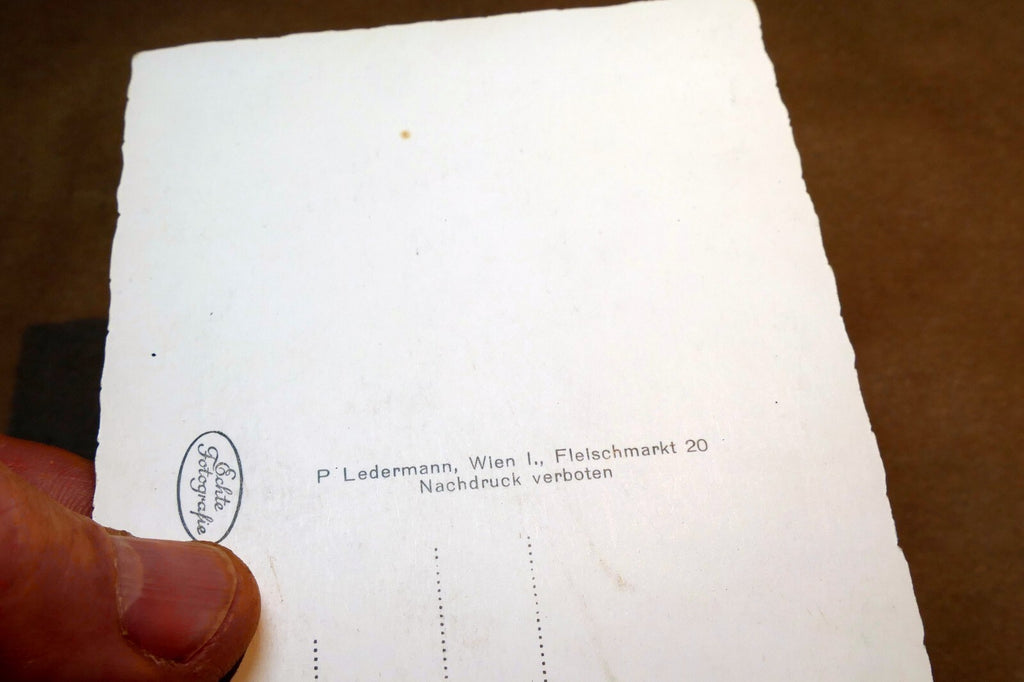 Echte
Fotografie
P. Ledermann, Wien I., Fleischmarkt 20
Nachdruck verboten